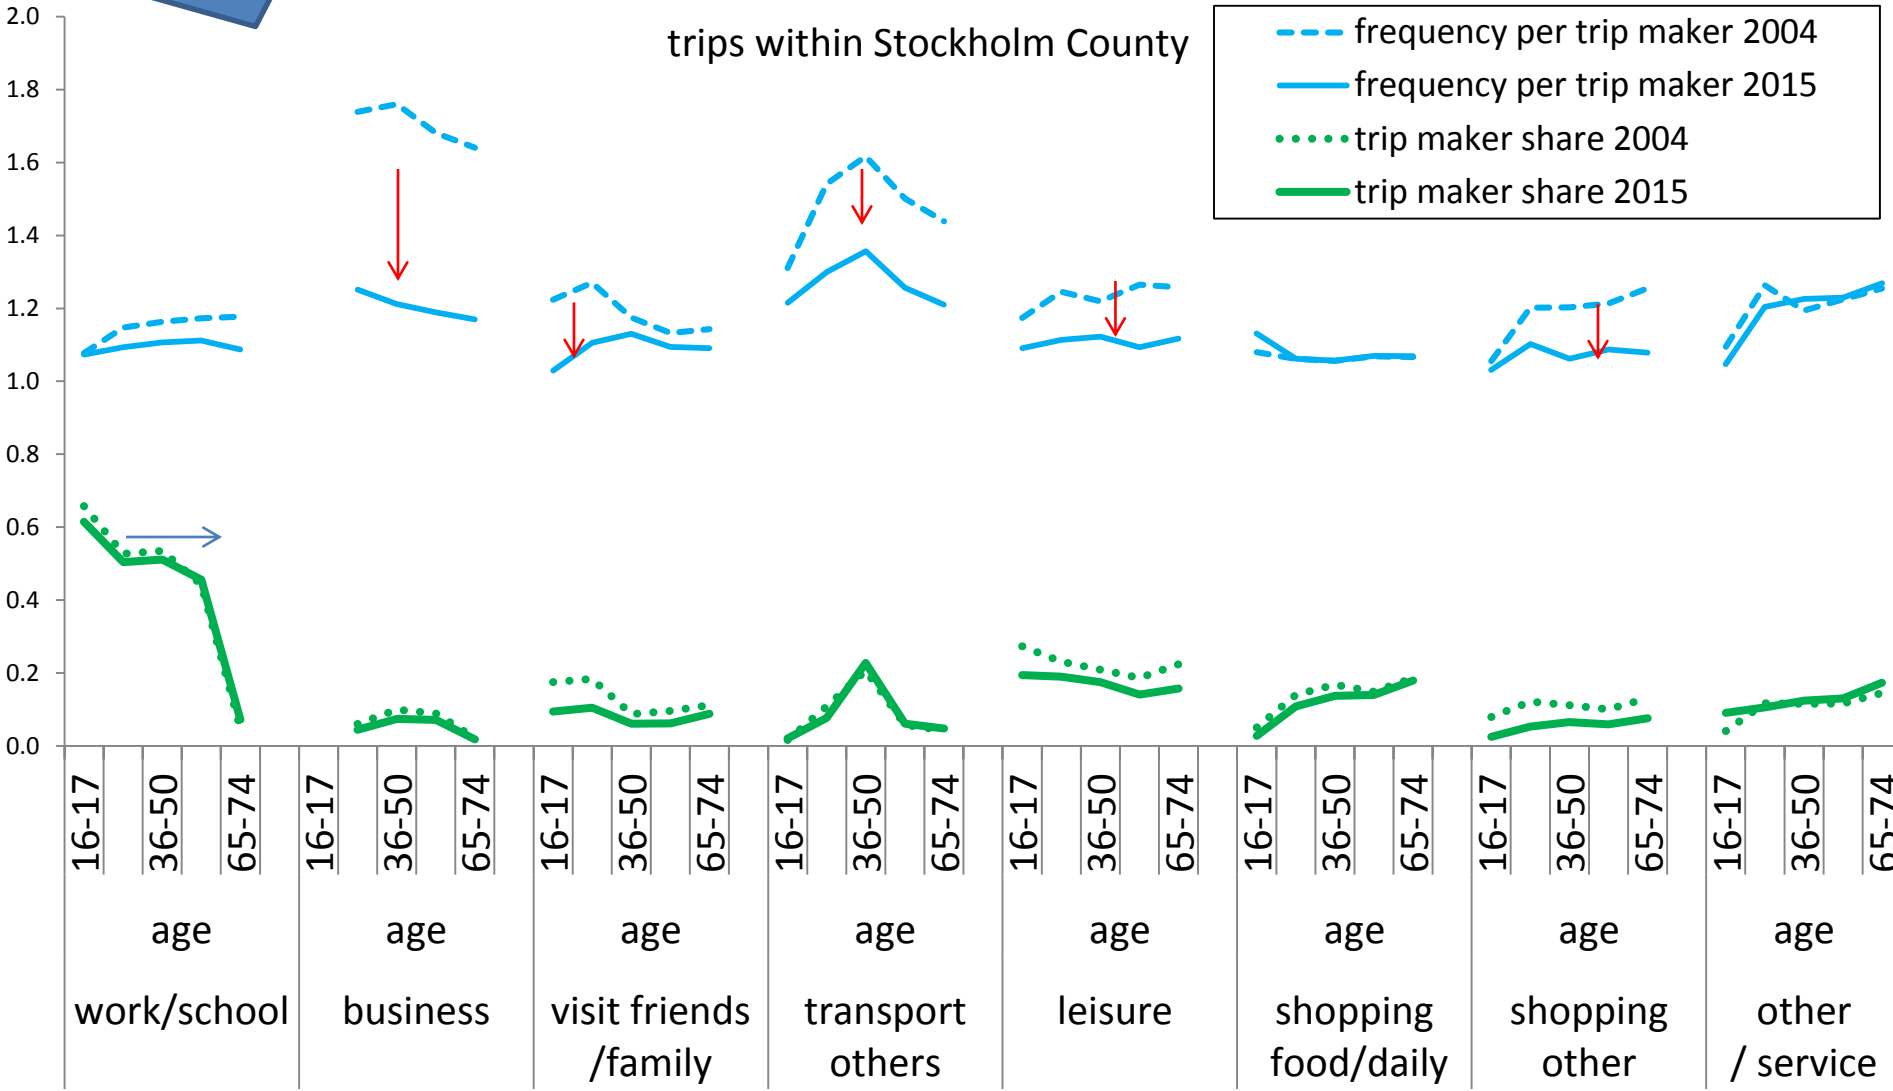 trips within Stockholm County
frequency per trip maker 2004
frequency per trip maker 2015
trip maker share 2004
trip maker share 2015
2.0
1.8
1.6
1.4
1.2
1.0
0.8
0.6
0.4
0.2
0.0
16-17 36-50 65-74 16-17 36-50 65-74 16-17 36-50 65-74 16-17 36-50 65-74 16-17 36-50 65-74 16-17 36-50 65-74 16-17 36-50 65-74 16-17 36-50 65-74
age age age age age age age age
work/school business visit friends transport leisure shopping shopping other
/family others food/daily other / service